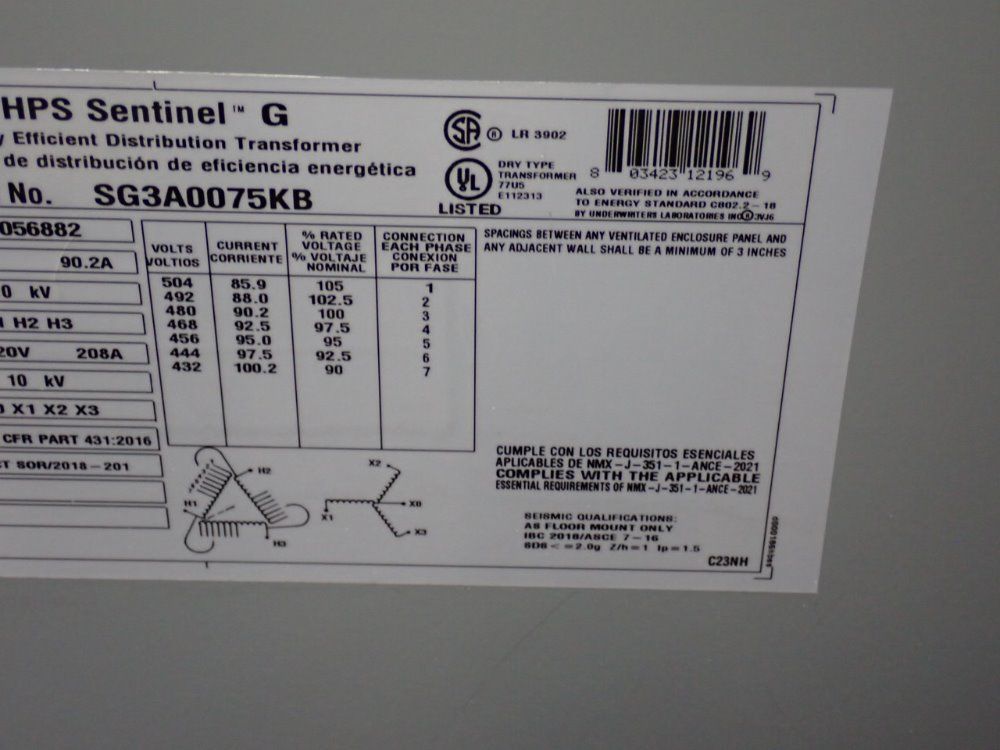 HPS Sentinel™ G
y Efficient Distribution Transformer
de distribución de eficiencia energética
No. SG3A0075KB
LR 3902
DRY TYPE
TRANSFORMER
77U5
E112313
UL
LISTED
8 03423 12196 9
ALSO VERIFIED IN ACCORDANCE
TO ENERGY STANDARD C802.2-18
BY UNDERWRITERS LABORATORIES INC® 3VJ6
SPACINGS BETWEEN ANY VENTILATED ENCLOSURE PANEL AND
ANY ADJACENT WALL SHALL BE A MINIMUM OF 3 INCHES
056882
90.2A
0 kV
H2 H3
20V 208A
10 kV
X1 X2 X3
CFR PART 431:2016
CT SOR/2018-201
VOLTS VOLTIOS CURRENT CORRIENTE % RATED VOLTAGE % VOLTAJE NOMINAL CONNECTION EACH PHASE CONEXION POR FASE
504 85.9 105 1
492 88.0 102.5 2
480 90.2 100 3
468 92.5 97.5 4
456 95.0 95 5
444 97.5 92.5 6
432 100.2 90 7
H2
H1
H3
X2
X0
X1
X3
CUMPLE CON LOS REQUISITOS ESENCIALES
APLICABLES DE NMX-J-351-1-ANCE-2021
COMPLIES WITH THE APPLICABLE
ESSENTIAL REQUIREMENTS OF NMX-J-351-1-ANCE-2021
SEISMIC QUALIFICATIONS:
AS FLOOR MOUNT ONLY
IBC 2018/ASCE 7-16
SDS <=2.0g Z/h=1 Ip=1.5
C23NH